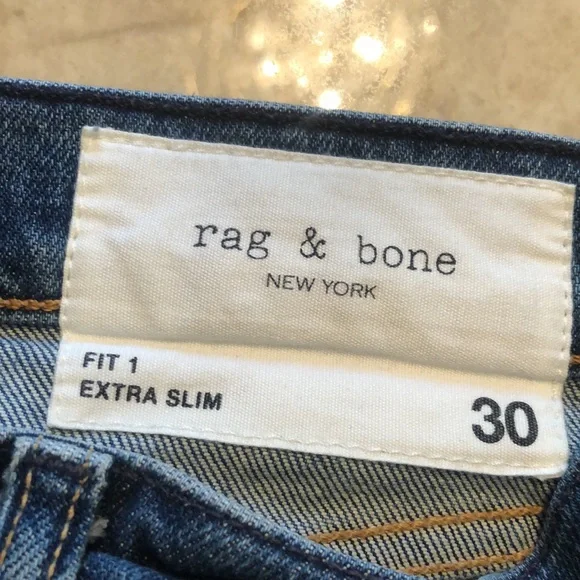 rag & bone
NEW YORK
FIT 1
EXTRA SLIM
30